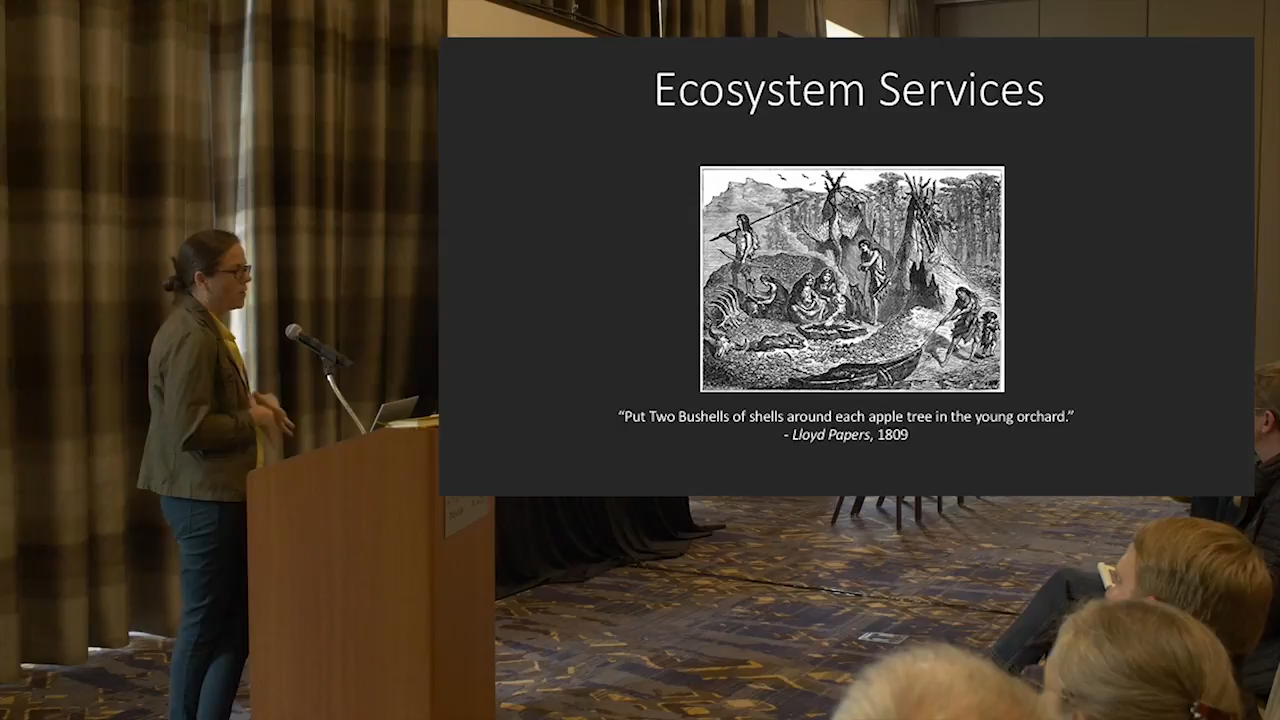 Ecosystem Services
“Put Two Bushells of shells around each apple tree in the young orchard.”
- Lloyd Papers, 1809